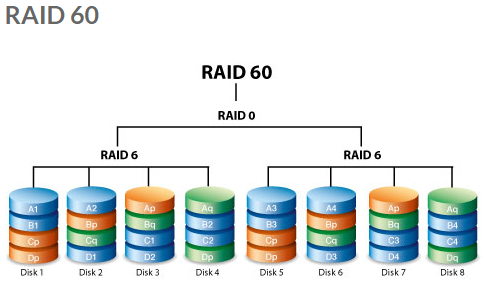 RAID 60
RAID 60
RAID 0
RAID 6 RAID 6
A1 A2 Ap Aq A3 A4 Ap Aq
B1 Bp Bq B2 B3 Bp Bq B4
Cp Cq C1 C2 Cp Cq C3 C4
Dp D1 D2 Dp Dp D3 D4 Dq
Disk 1 Disk 2 Disk 3 Disk 4 Disk 5 Disk 6 Disk 7 Disk 8